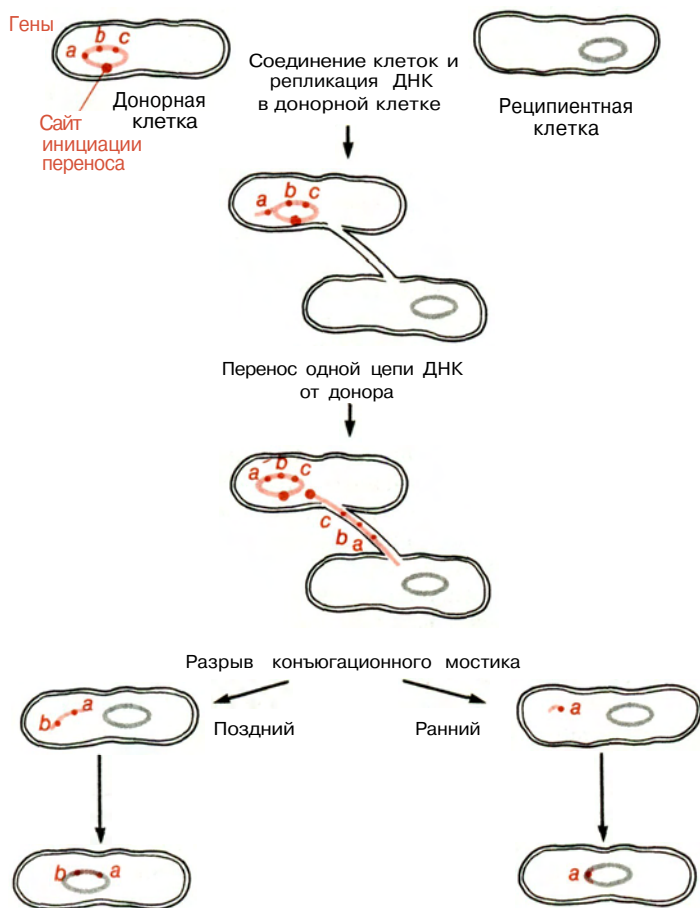 Гены
a b c
Донорная
клетка
Сайт
инициации
переноса
Соединение клеток и
репликация ДНК
в донорной клетке
Реципиентная
клетка
a b c
Перенос одной цепи ДНК
от донора
a b c
c
b
a
Разрыв конъюгационного мостика
b a
Поздний
Ранний
a
b a
a